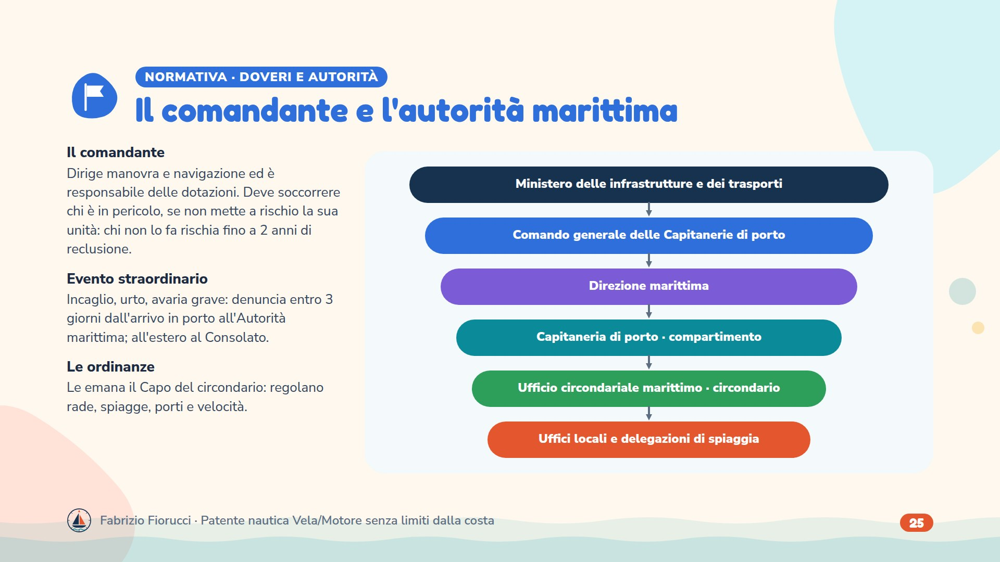 NORMATIVA · DOVERI E AUTORITÀ
Il comandante e l'autorità marittima
Il comandante
Dirige manovra e navigazione ed è
responsabile delle dotazioni. Deve soccorrere
chi è in pericolo, se non mette a rischio la sua
unità: chi non lo fa rischia fino a 2 anni di
reclusione.
Evento straordinario
Incaglio, urto, avaria grave: denuncia entro 3
giorni dall'arrivo in porto all'Autorità
marittima; all'estero al Consolato.
Le ordinanze
Le emana il Capo del circondario: regolano
rade, spiagge, porti e velocità.
Ministero delle infrastrutture e dei trasporti
Comando generale delle Capitanerie di porto
Direzione marittima
Capitaneria di porto · compartimento
Ufficio circondariale marittimo · circondario
Uffici locali e delegazioni di spiaggia
Fabrizio Fiorucci · Patente nautica Vela/Motore senza limiti dalla costa
25